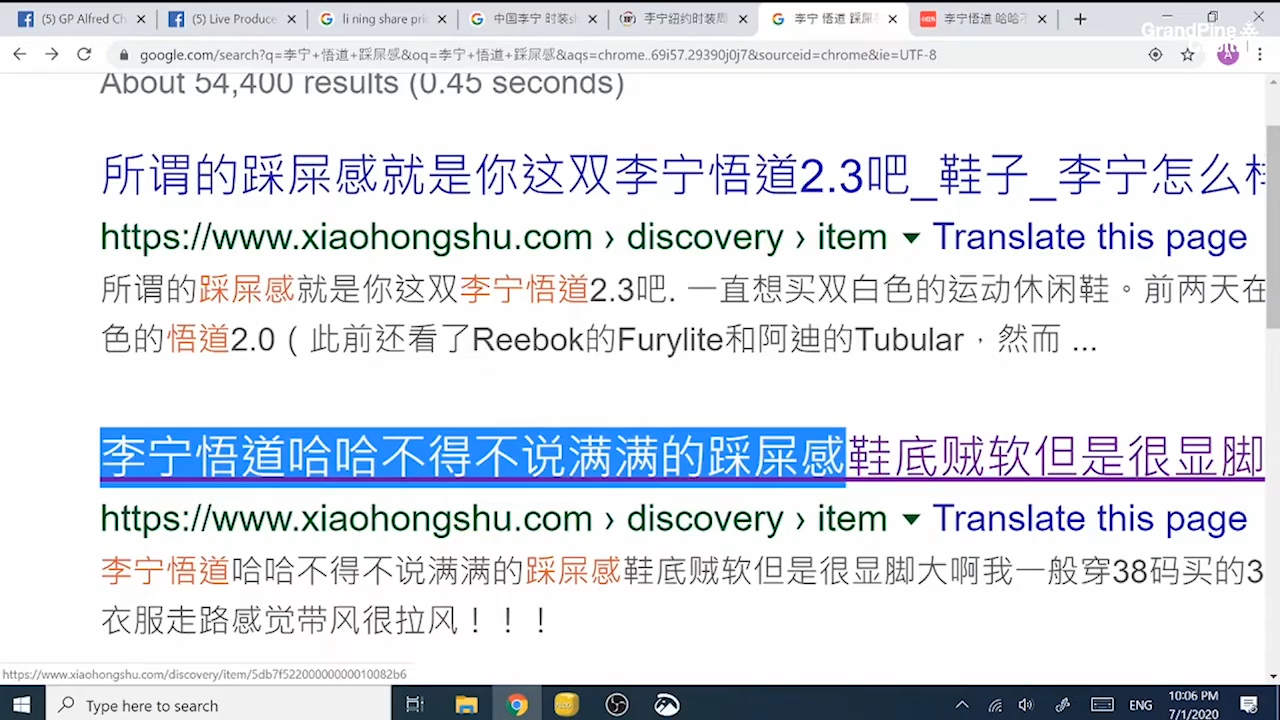 (5) GP Alfred Ch
(5) Live Produce
li ning share pri
中国李宁 时装sh
李宁纽约时装周
李宁 悟道 踩屎
李宁悟道 哈哈不
GrandPine
google.com/search?q=李宁+悟道+踩屎感&oq=李宁+悟道+踩屎感&aqs=chrome..69i57.29390j0j7&sourceid=chrome&ie=UTF-8
A
About 54,400 results (0.45 seconds)
所谓的踩屎感就是你这双李宁悟道2.3吧_鞋子_李宁怎么样
https://www.xiaohongshu.com › discovery › item ▼ Translate this page
所谓的踩屎感就是你这双李宁悟道2.3吧. 一直想买双白色的运动休闲鞋。前两天在
色的悟道2.0（此前还看了Reebok的Furylite和阿迪的Tubular，然而 ...
李宁悟道哈哈不得不说满满的踩屎感鞋底贼软但是很显脚
https://www.xiaohongshu.com › discovery › item ▼ Translate this page
李宁悟道哈哈不得不说满满的踩屎感鞋底贼软但是很显脚大啊我一般穿38码买的3
衣服走路感觉带风很拉风！！！
https://www.xiaohongshu.com/discovery/item/5db7f52200000000010082b6
Type here to search
ENG
10:06 PM
7/1/2020